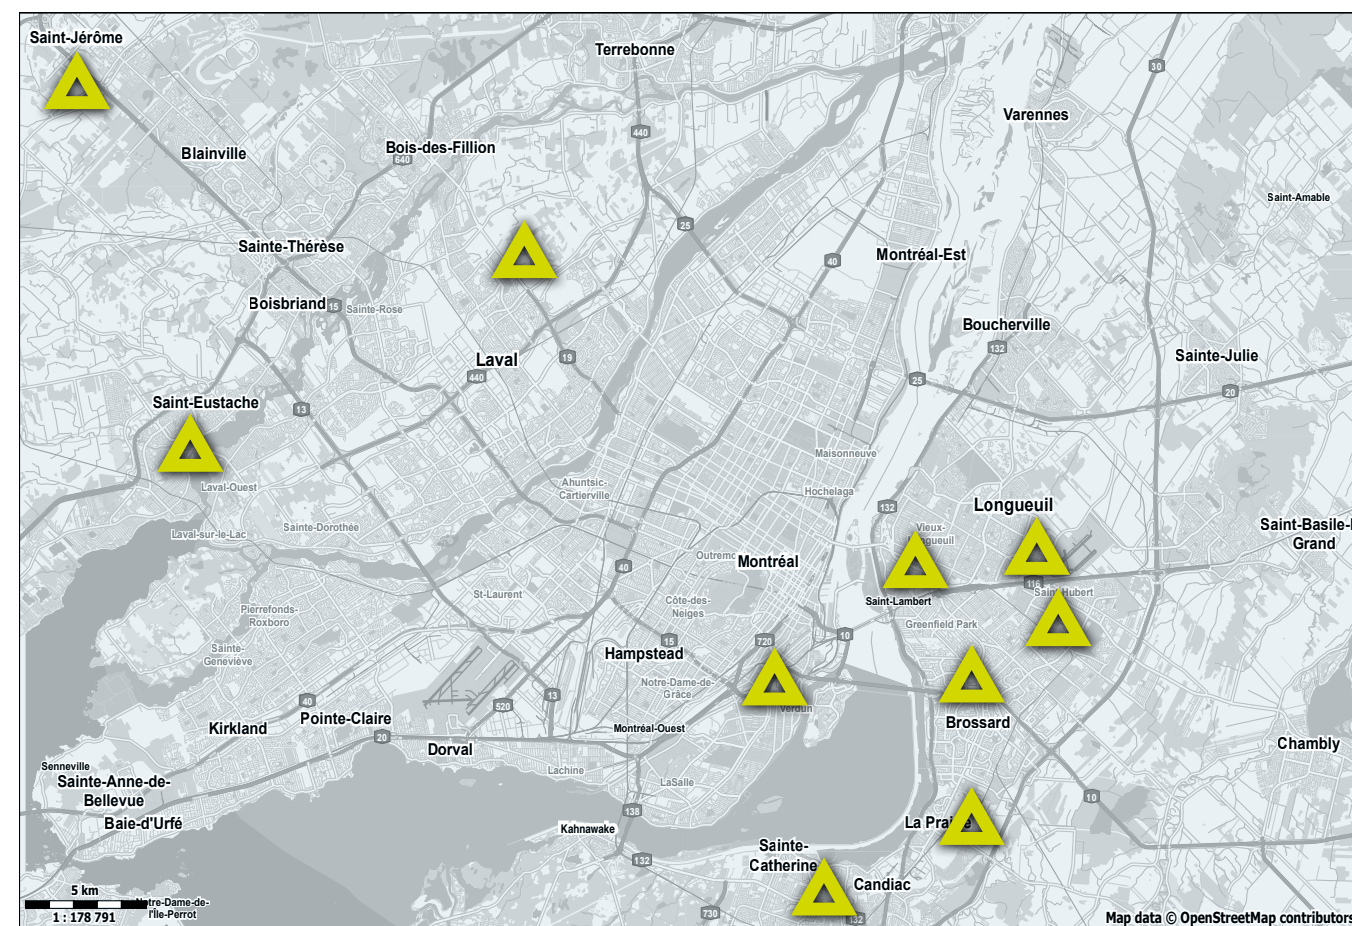 Saint-Jérôme
Terrebonne
30
Varennes
440
Bois-des-Fillion
640
Blainville
Saint-Amable
25
Sainte-Thérèse
40
Montréal-Est
Boisbriand
15
Sainte-Rose
Boucherville
132
Laval
440
19
Sainte-Julie
25
20
Saint-Eustache
13
Maisonneuve
Laval-Ouest
Ahuntsic-
Cartierville
Hochelaga
132
Longueuil
Sainte-Dorothée
Laval-sur-le-Lac
Vieux-
Saint-Basile-
Grand
Montréal
40
116
St-Laurent
Saint-Lambert
Côte-des-
Neiges
Pierrefonds-
Roxboro
Greenfield Park
15
720
10
Hampstead
Sainte-
Geneviève
Notre-Dame-de-
Grâce
40
520
13
Verdun
Pointe-Claire
Kirkland
20
Dorval
Montréal-Ouest
Brossard
Chambly
Senneville
Lachine
Sainte-Anne-de-
Bellevue
LaSalle
10
138
Baie-d'Urfé
Kahnawake
La
132
Sainte-
Catherine
Candiac
5 km
1 : 178 791
l'Île-Perrot
730
132
Map data © OpenStreetMap contributors